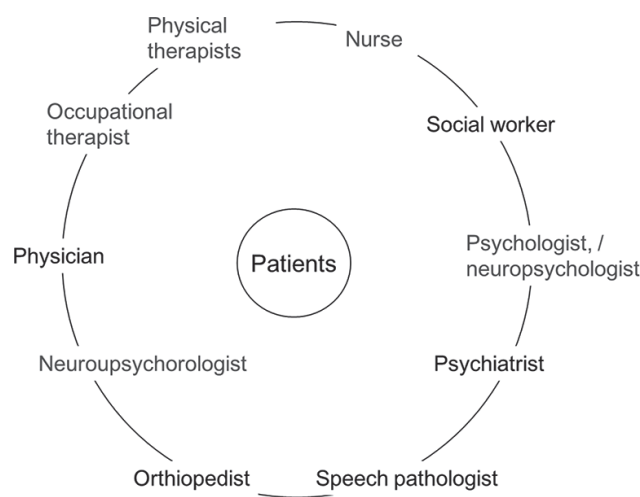 Physical
therapists
Nurse
Occupational
therapist
Social worker
Physician
Patients
Psychologist, /
neuropsychologist
Neuroupsychorologist
Psychiatrist
Orthiopedist
Speech pathologist